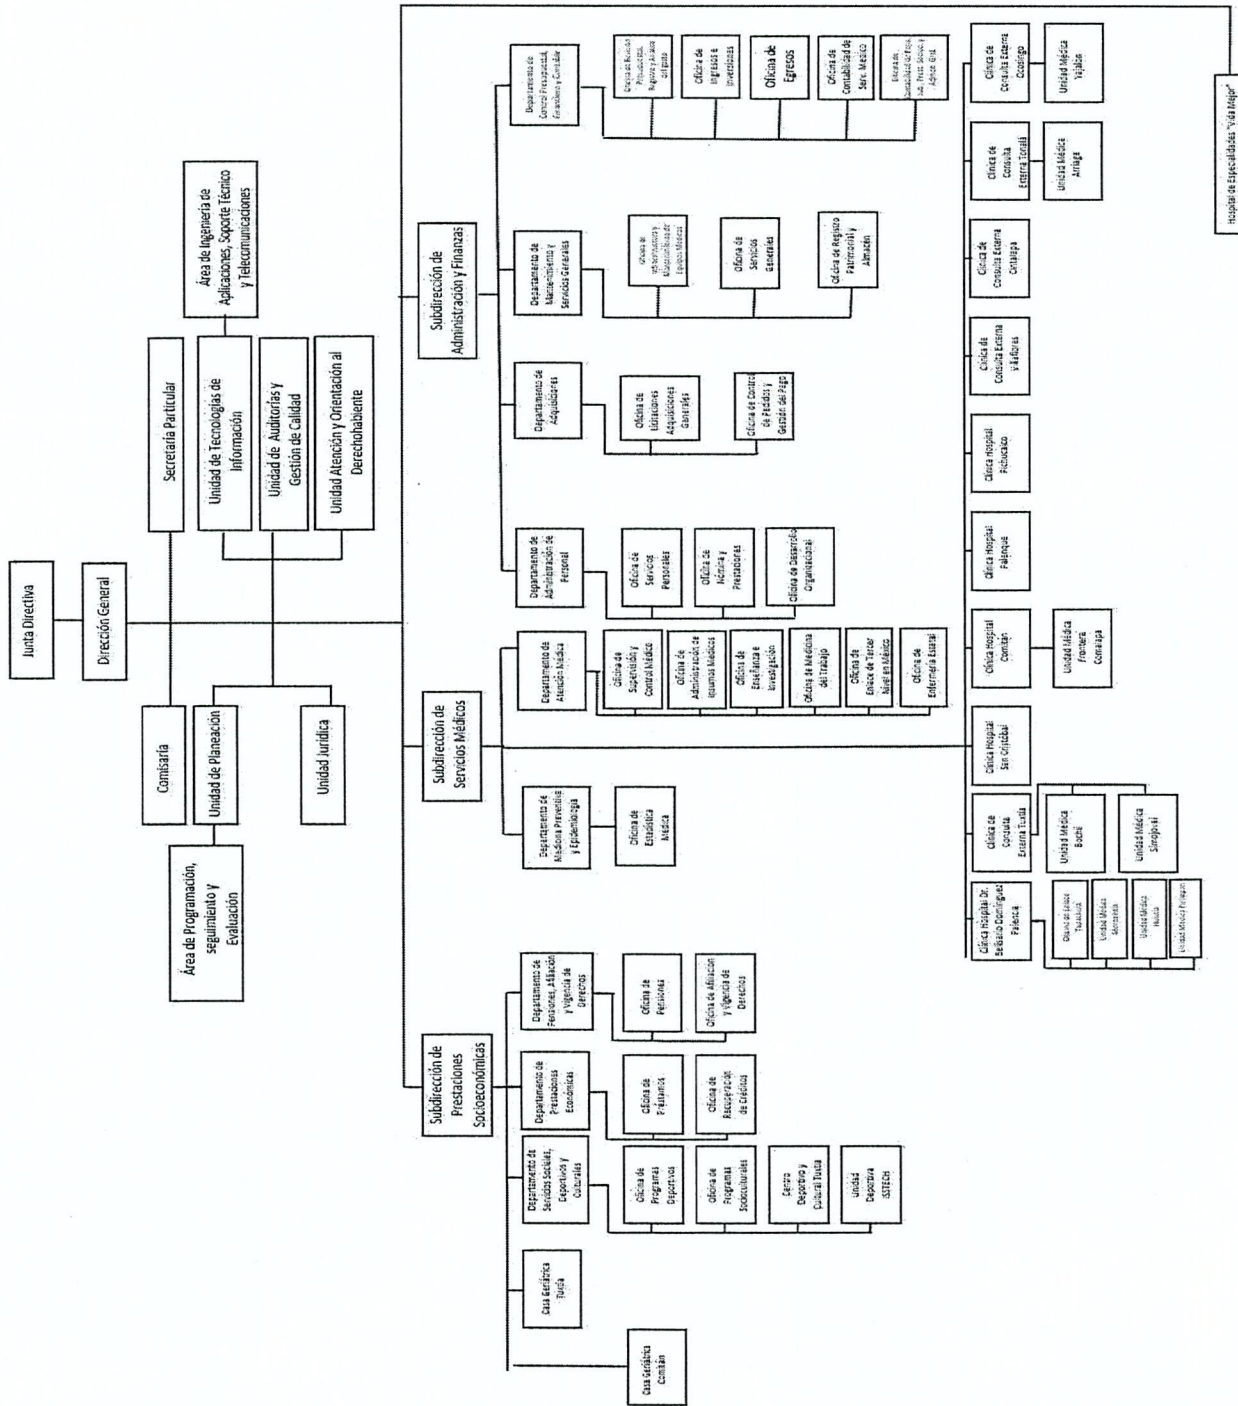 Junta Directiva
Dirección General
Comisaría
Secretaría Particular
Área de Programación,
seguimiento y
Evaluación
Unidad de Planeación
Unidad de Tecnologías de
Información
Área de Ingeniería de
Aplicaciones, Soporte Técnico
y Telecomunicaciones
Unidad de Auditorías y
Gestión de Calidad
Unidad Jurídica
Unidad Atención y Orientación al
Derechohabiente
Subdirección de
Prestaciones
Socioeconómicas
Subdirección de
Servicios Médicos
Subdirección de
Administración y Finanzas
Casa Geriátrica
Tuxtla
Casa Geriátrica
Comitán
Departamento de
Servicios Sociales,
Deportivos y
Culturales
Oficina de
Programas
Deportivos
Oficina de
Programas
Socioculturales
Centro
Deportivo y
Cultural Tuxtla
Unidad
Deportiva
ISSTECH
Departamento de
Prestaciones
Económicas
Oficina de
Préstamos
Oficina de
Recuperación
de Créditos
Departamento de
Pensiones, Afiliación
y Vigencia de
Derechos
Oficina de
Pensiones
Oficina de Afiliación
y Vigencia de
Derechos
Departamento de
Medicina Preventiva
y Epidemiología
Oficina de
Estadística
Médica
Departamento de
Atención Médica
Oficina de
Supervisión y
Control Médico
Oficina de
Administración de
Insumos Médicos
Oficina de
Enseñanza e
Investigación
Oficina de Medicina
del Trabajo
Oficina de
Enlace de Tercer
Nivel en México
Oficina de
Enfermería Estatal
Departamento de
Administración de
Personal
Oficina de
Servicios
Personales
Oficina de
Nómina y
Prestaciones
Oficina de Desarrollo
Organizacional
Departamento de
Adquisiciones
Oficina de
Licitaciones
Adquisiciones
Generales
Oficina de Control
de Pedidos y
Gestión del Pago
Departamento de
Mantenimiento y
Servicios Generales
Oficina de
Infraestructura y
Mantenimiento de
Equipos Médicos
Oficina de
Servicios
Generales
Oficina de Registro
Patrimonial y
Almacén
Departamento de
Control Presupuestal,
Financiero y Contable
Oficina de
Ingresos e
Inversiones
Oficina de
Egresos
Oficina de
Contabilidad de
Serv. Médico
Clínica Hospital Dr.
Belisario Domínguez
Palencia
Tapachula
Unidad Médica
Motozintla
Unidad Médica
Huixtla
Unidad Médica Pijijiapan
Clínica de
Consulta
Externa Tuxtla
Unidad Médica
Bochil
Unidad Médica
Simojovel
Clínica Hospital
San Cristóbal
Clínica Hospital
Comitán
Unidad Médica
Frontera
Comalapa
Clínica Hospital
Palenque
Clínica Hospital
Pichucalco
Clínica de
Consulta Externa
Villaflores
Clínica de
Consulta Externa
Cintalapa
Clínica de
Consulta
Externa Tonalá
Unidad Médica
Arriaga
Clínica de
Consulta Externa
Ocosingo
Unidad Médica
Yajalón
Hospital de Especialidades "Vida Mejor"